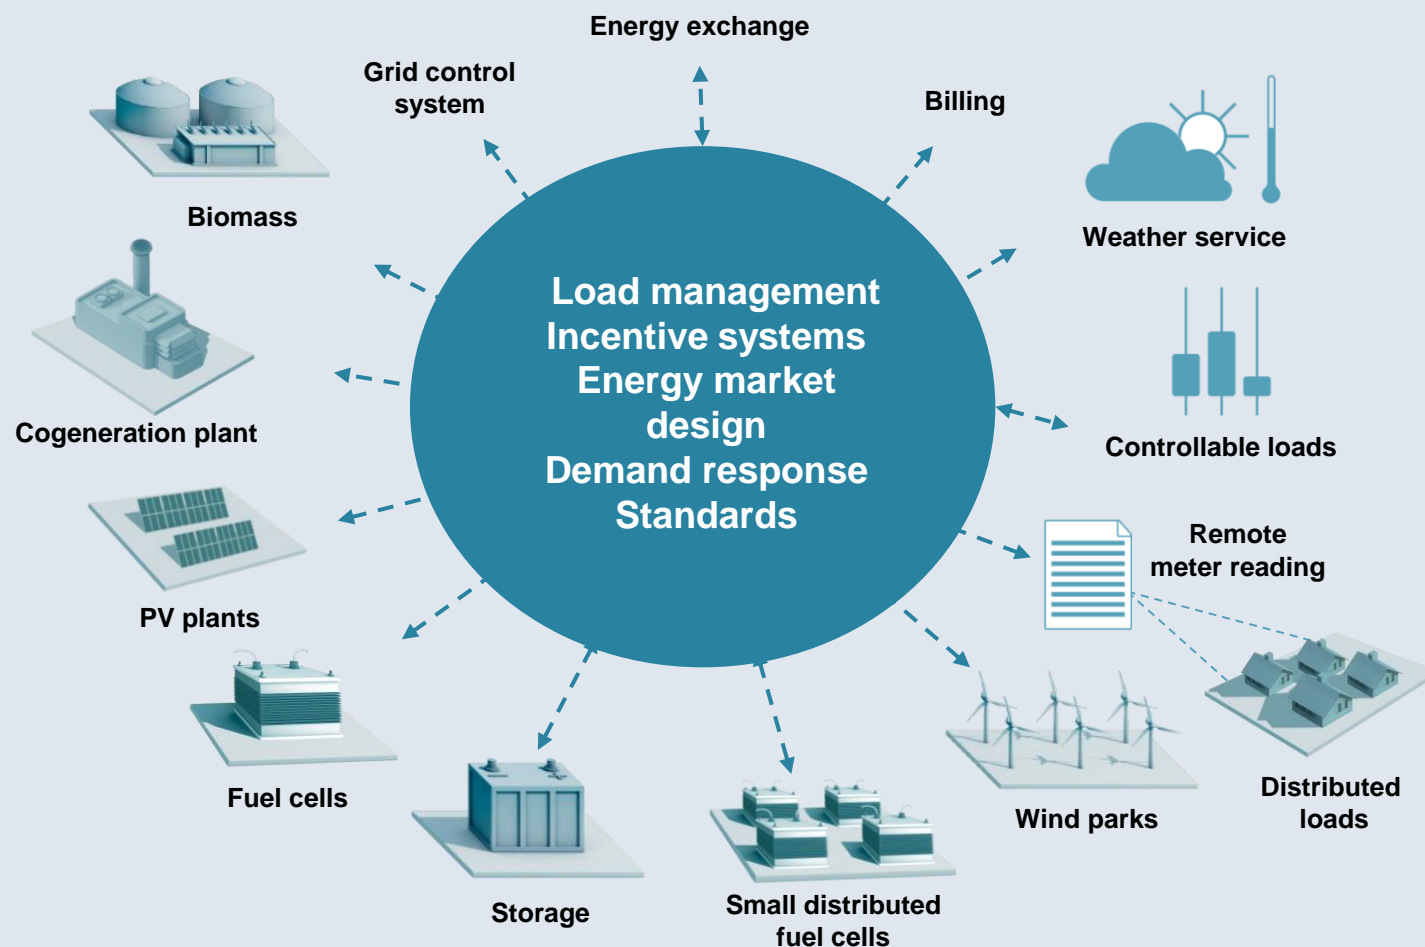 Energy exchange
Grid control
system
Billing
Biomass
Weather service
Load management
Incentive systems
Energy market
design
Demand response
Standards
Cogeneration plant
Controllable loads
Remote
meter reading
PV plants
Fuel cells
Distributed
loads
Wind parks
Storage
Small distributed
fuel cells